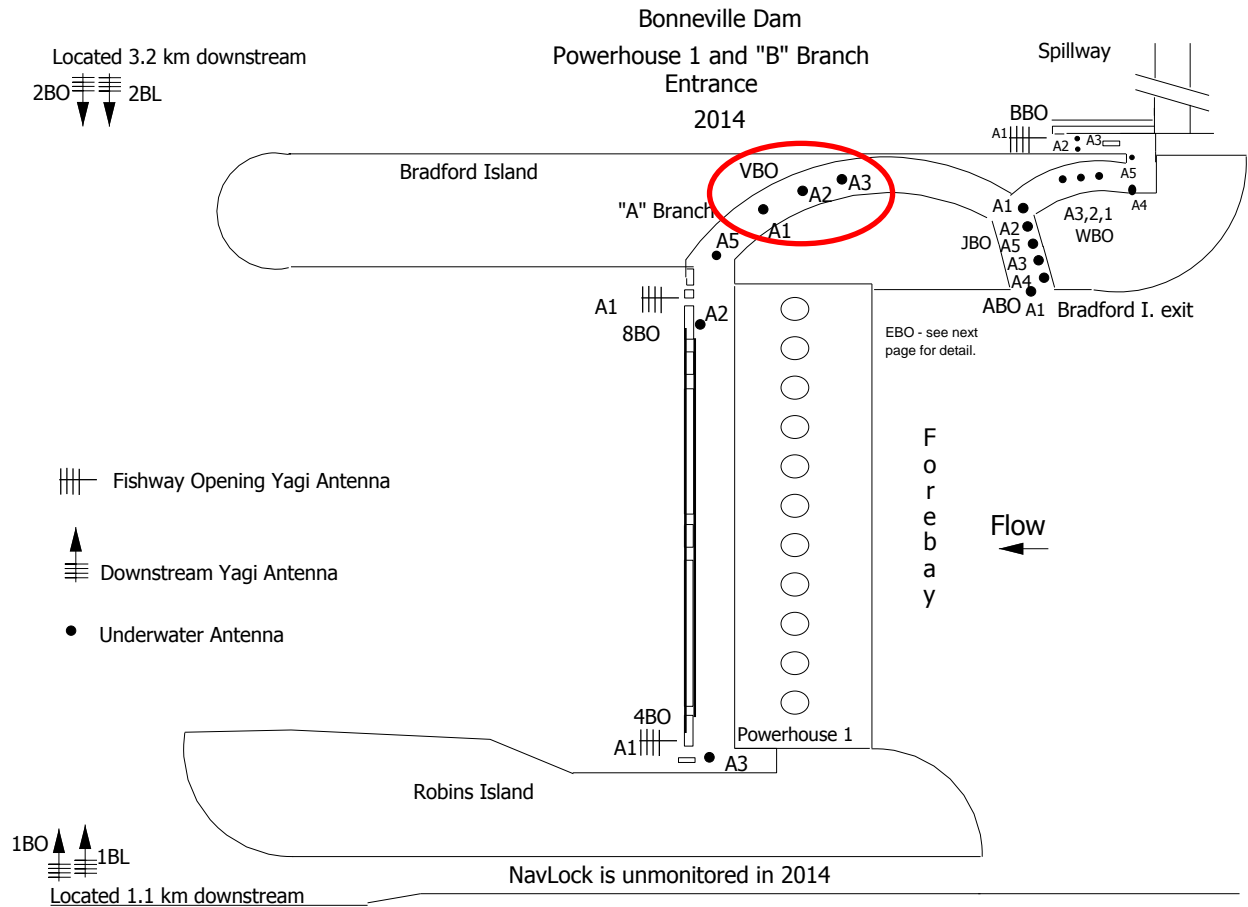 Bonneville Dam
Powerhouse 1 and "B" Branch
Entrance
2014
Located 3.2 km downstream
2BO
2BL
Spillway
BBO
A1
A2
A3
A5
A4
Bradford Island
VBO
A3
A2
A1
"A" Branch
A5
A1
A2
JBO
A5
A3
A4
A3,2,1
WBO
ABO
A1
Bradford I. exit
A1
8BO
A2
EBO - see next
page for detail.
Fishway Opening Yagi Antenna
Downstream Yagi Antenna
Underwater Antenna
F
o
r
e
b
a
y
Flow
4BO
A1
A3
Powerhouse 1
Robins Island
1BO
1BL
Located 1.1 km downstream
NavLock is unmonitored in 2014